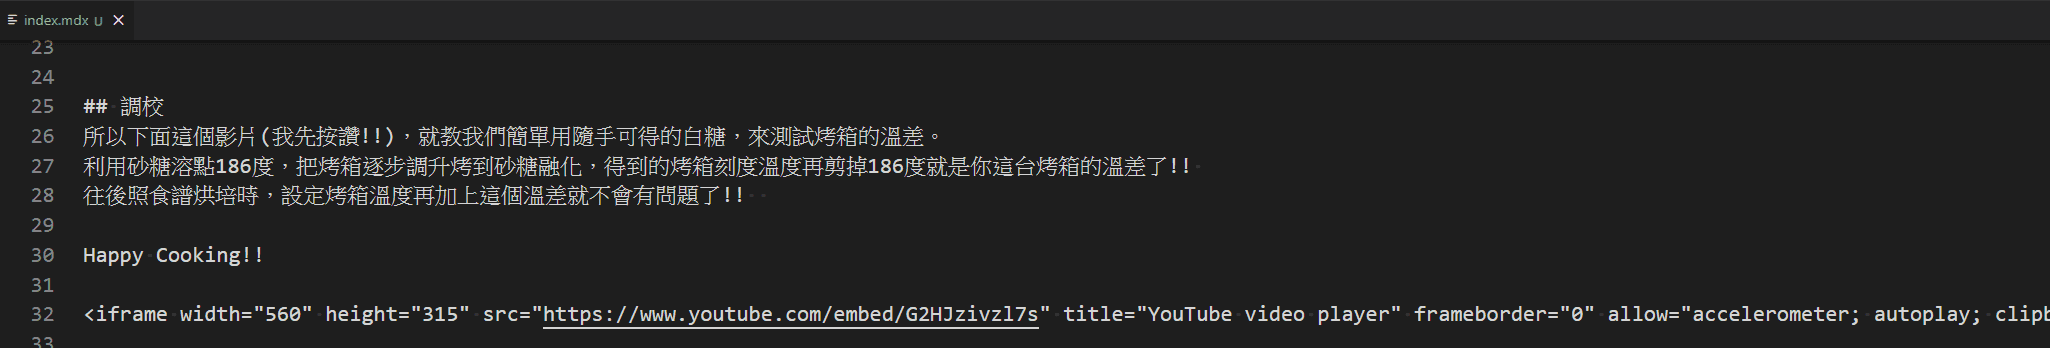 index.mdx U
23
24
25 ## 調校
26 所以下面這個影片(我先按讚!!)，就教我們簡單用隨手可得的白糖，來測試烤箱的溫差。
27 利用砂糖溶點186度，把烤箱逐步調升烤到砂糖融化，得到的烤箱刻度溫度再剪掉186度就是你這台烤箱的溫差了!!
28 往後照食譜烘培時，設定烤箱溫度再加上這個溫差就不會有問題了!!
29
30 Happy Cooking!!
31
32 <iframe width="560" height="315" src="https://www.youtube.com/embed/G2HJzivzl7s" title="YouTube video player" frameborder="0" allow="accelerometer; autoplay; clipb
33